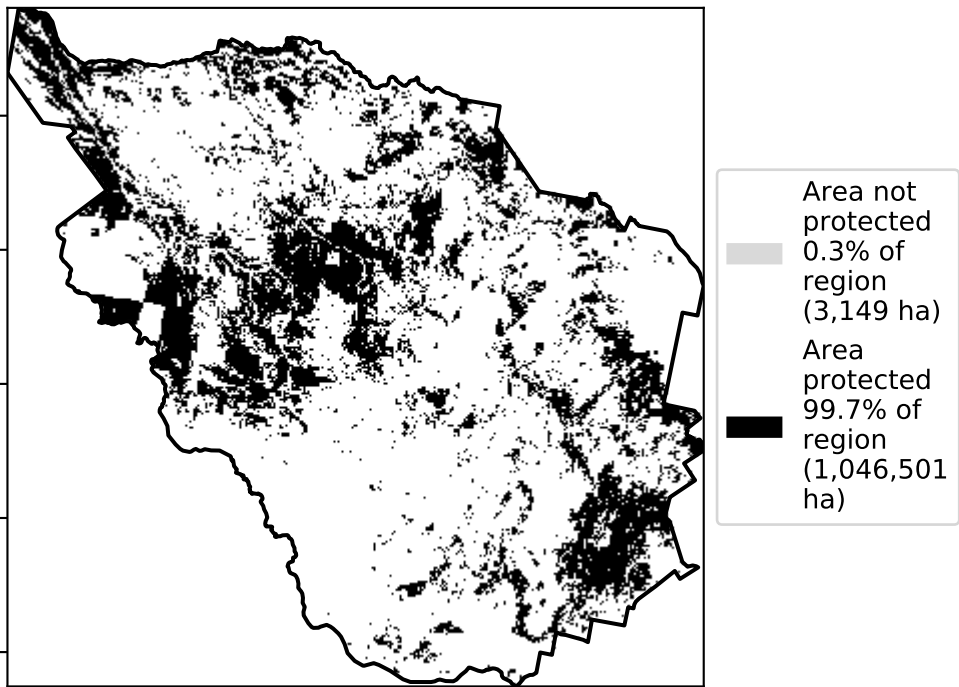 Area not
protected
0.3% of
region
(3,149 ha)
Area
protected
99.7% of
region
(1,046,501
ha)